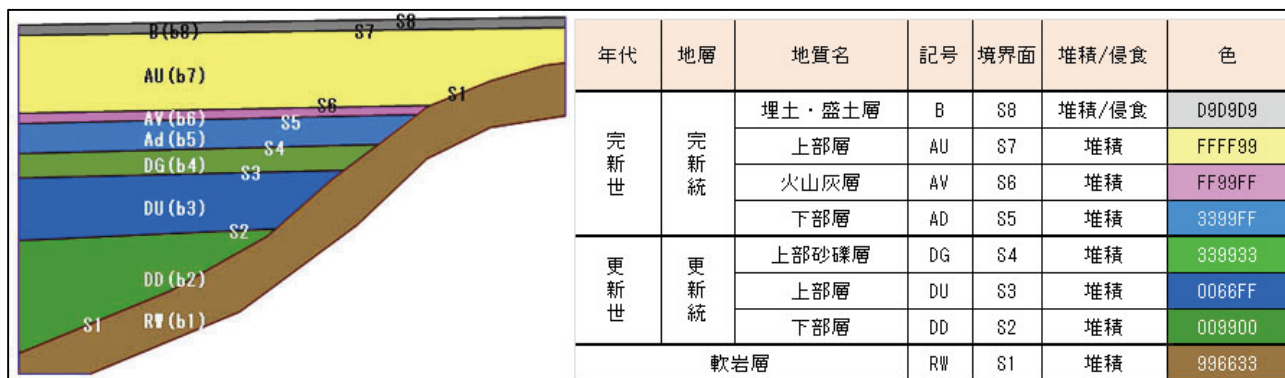 S8
B(b8)
S7
AU(b7)
S1
S6
AV(b6)
S5
Ad(b5)
S4
DG(b4)
S3
DU(b3)
S2
DD(b2)
S1
RW(b1)
年代 地層 地質名 記号 境界面 堆積/侵食 色
完新世 完新統 埋土・盛土層 B S8 堆積/侵食 D9D9D9
上部層 AU S7 堆積 FFFF99
火山灰層 AV S6 堆積 FF99FF
下部層 AD S5 堆積 3399FF
更新世 更新統 上部砂礫層 DG S4 堆積 339933
上部層 DU S3 堆積 0066FF
下部層 DD S2 堆積 009900
軟岩層 RW S1 堆積 996633